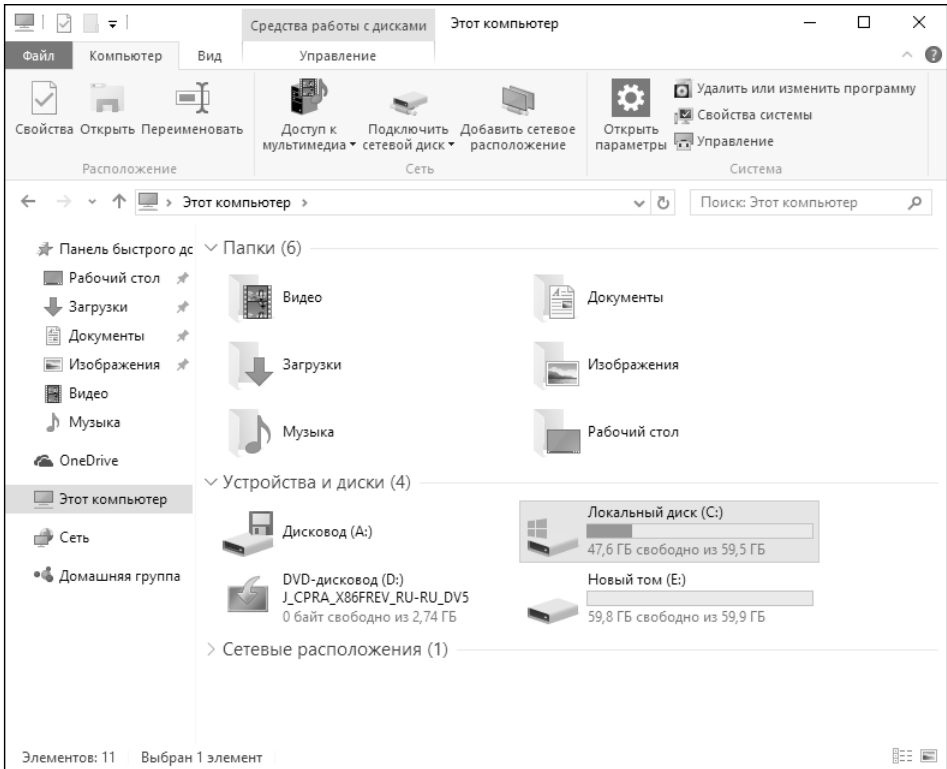 Средства работы с дисками
Этот компьютер
Файл
Компьютер
Вид
Управление
Свойства
Открыть
Переименовать
Расположение
Доступ к
мультимедиа
Подключить
сетевой диск
Добавить сетевое
расположение
Сеть
Открыть
параметры
Удалить или изменить программу
Свойства системы
Управление
Система
Этот компьютер
Поиск: Этот компьютер
Панель быстрого дс
Рабочий стол
Загрузки
Документы
Изображения
Видео
Музыка
OneDrive
Этот компьютер
Сеть
Домашняя группа
Папки (6)
Видео
Документы
Загрузки
Изображения
Музыка
Рабочий стол
Устройства и диски (4)
Дисковод (A:)
Локальный диск (C:)
47,6 ГБ свободно из 59,5 ГБ
DVD-дисковод (D:)
J_CPRA_X86FREV_RU-RU_DV5
0 байт свободно из 2,74 ГБ
Новый том (E:)
59,8 ГБ свободно из 59,9 ГБ
Сетевые расположения (1)
Элементов: 11
Выбран 1 элемент